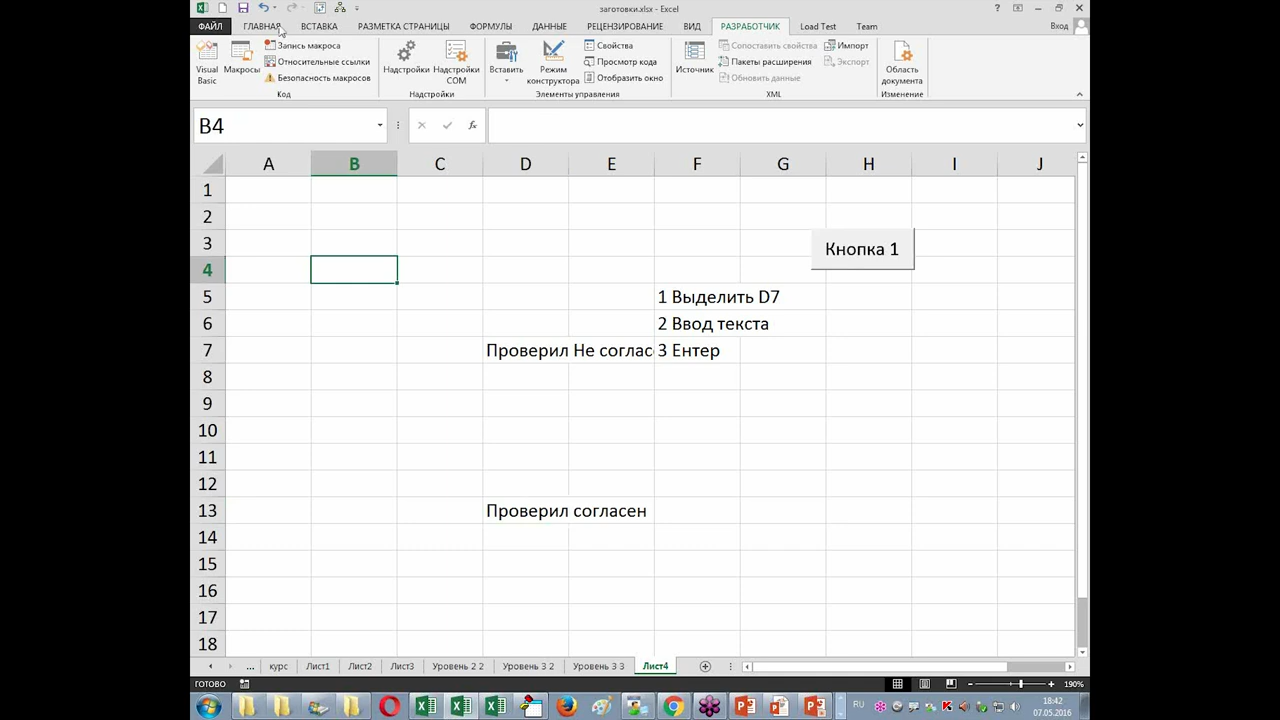 заготовки.xlsx - Excel
ФАЙЛ ГЛАВНАЯ ВСТАВКА РАЗМЕТКА СТРАНИЦЫ ФОРМУЛЫ ДАННЫЕ РЕЦЕНЗИРОВАНИЕ ВИД РАЗРАБОТЧИК Load Test Team Вход
Visual Basic
Макросы
Запись макроса
Относительные ссылки
Безопасность макросов
Код
Надстройки
Надстройки COM
Надстройки
Вставить
Режим конструктора
Свойства
Просмотр кода
Отобразить окно
Элементы управления
Источник
Сопоставить свойства
Пакеты расширения
Обновить данные
Импорт
Экспорт
XML
Область документа
Изменение
B4 fx
A B C D E F G H I J
1
2
3
Кнопка 1
4
5 1 Выделить D7
6 2 Ввод текста
7 Проверил Не согласе 3 Ентер
8
9
10
11
12
13 Проверил согласен
14
15
16
17
18
... курс Лист1 Лист2 Лист3 Уровень 2 2 Уровень 3 . Уровень 3 3 Лист4
ГОТОВО 190%
RU 18:42
07.05.2016